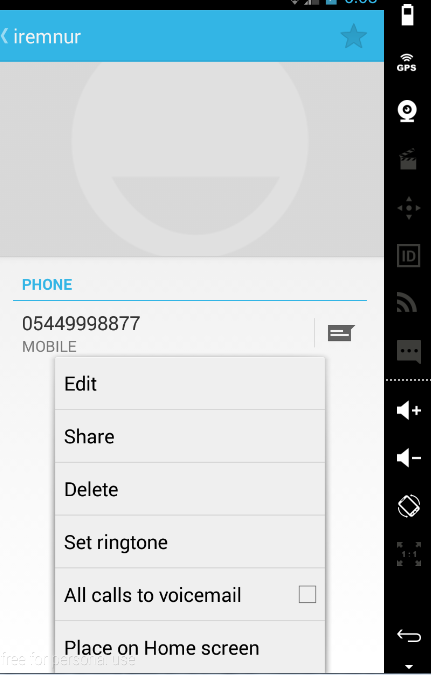 iremnur
GPS
PHONE
05449998877
MOBILE
ID
Edit
Share
Delete
Set ringtone
All calls to voicemail
1:1
Place on Home screen
free for personal use